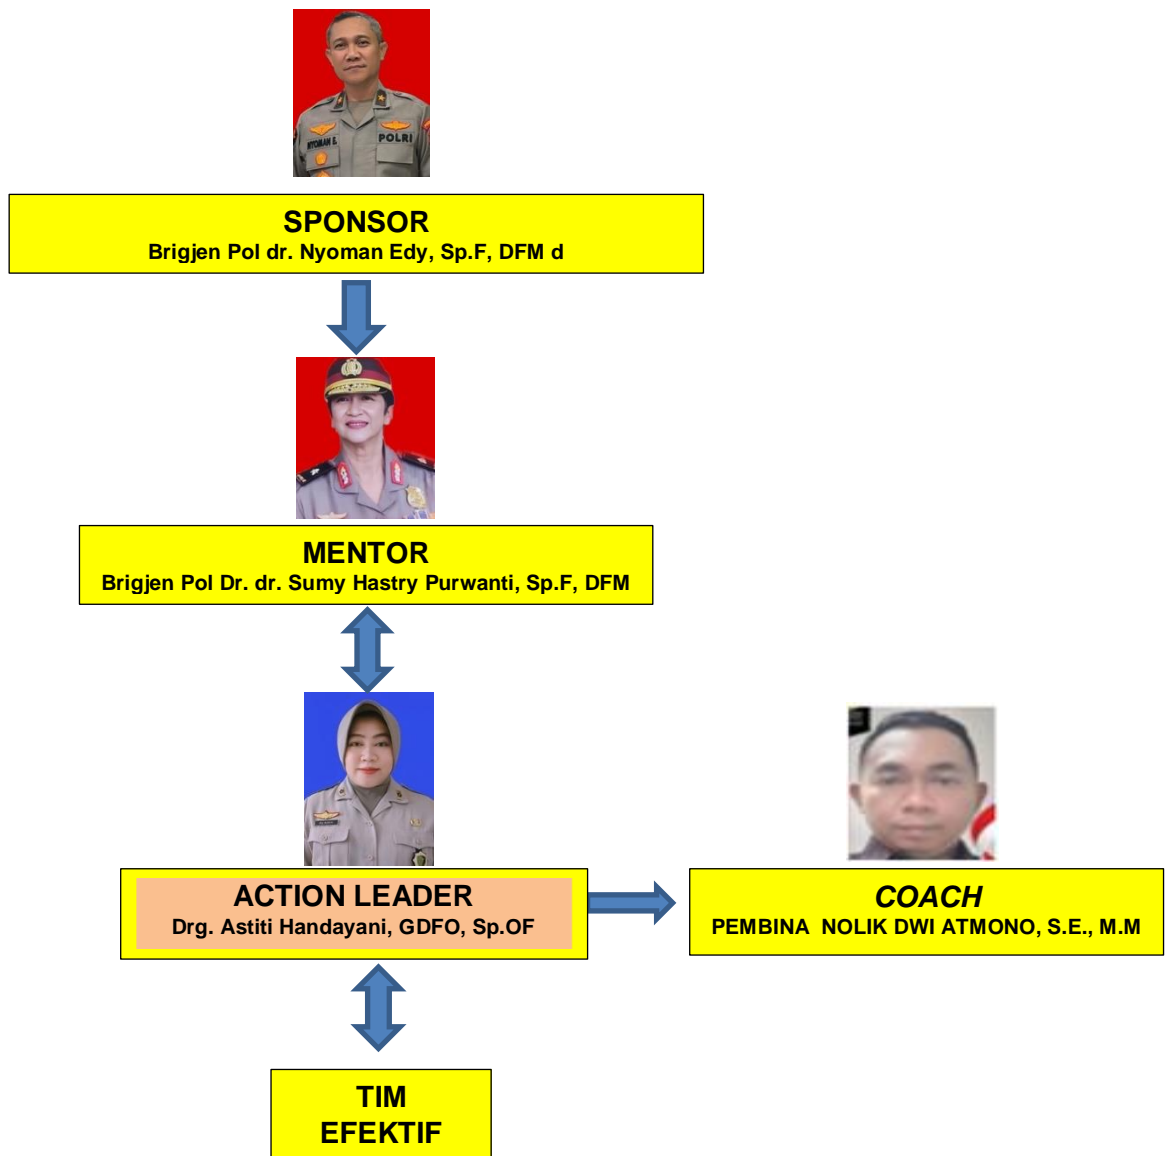 NYOMAN E.
POLRI
SPONSOR
Brigjen Pol dr. Nyoman Edy, Sp.F, DFM d
MENTOR
Brigjen Pol Dr. dr. Sumy Hastry Purwanti, Sp.F, DFM
ACTION LEADER
Drg. Astiti Handayani, GDFO, Sp.OF
COACH
PEMBINA  NOLIK DWI ATMONO, S.E., M.M
TIM
EFEKTIF